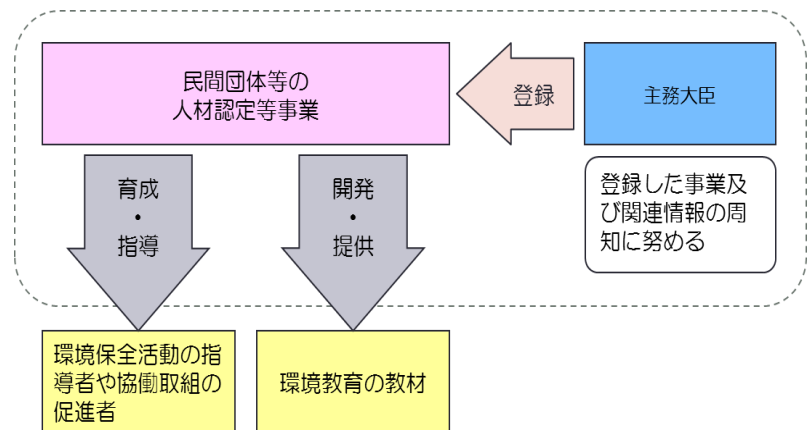 民間団体等の
人材認定等事業
登録
主務大臣
育成
・
指導
開発
・
提供
登録した事業及
び関連情報の周
知に努める
環境保全活動の指
導者や協働取組の
促進者
環境教育の教材